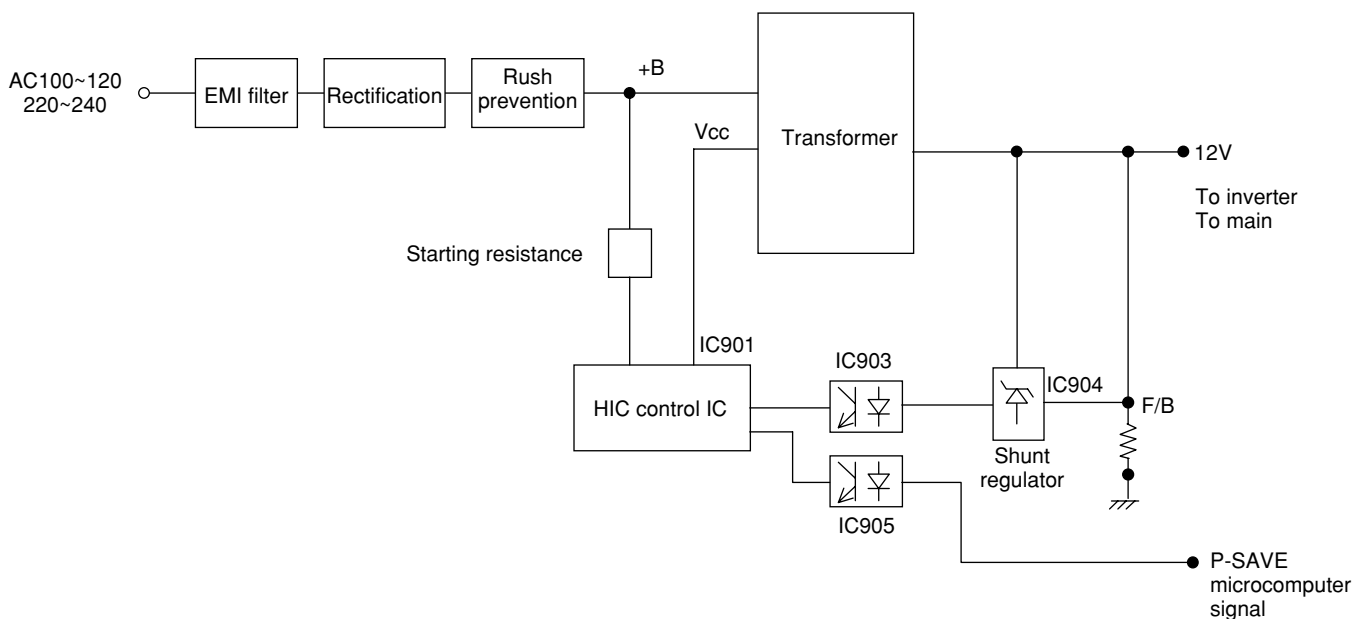 AC100~120
220~240
EMI filter
Rectification
Rush
prevention
+B
Vcc
Transformer
12V
To inverter
To main
Starting resistance
IC901
HIC control IC
IC903
IC904
F/B
Shunt
regulator
IC905
P-SAVE
microcomputer
signal